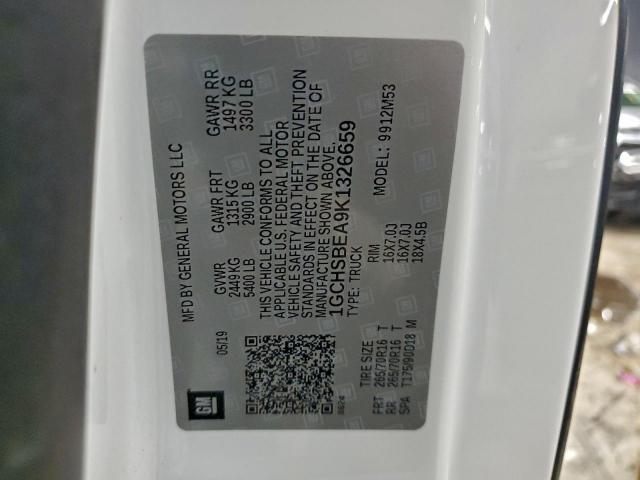 GM
MFD BY GENERAL MOTORS LLC
05/19
GVWR GAWR FRT GAWR RR
2449 KG 1315 KG 1497 KG
5400 LB 2900 LB 3300 LB
THIS VEHICLE CONFORMS TO ALL
APPLICABLE U.S. FEDERAL MOTOR
VEHICLE SAFETY AND THEFT PREVENTION
STANDARDS IN EFFECT ON THE DATE OF
MANUFACTURE SHOWN ABOVE.
1GCHSBEA9K1326659
TYPE: TRUCK
TIRE SIZE RIM MODEL: 9912M53
FRT 265/70R16 T 16X7.0J
RR 265/70R16 T 16X7.0J
SPA T175/90D18 M 18X4.5B